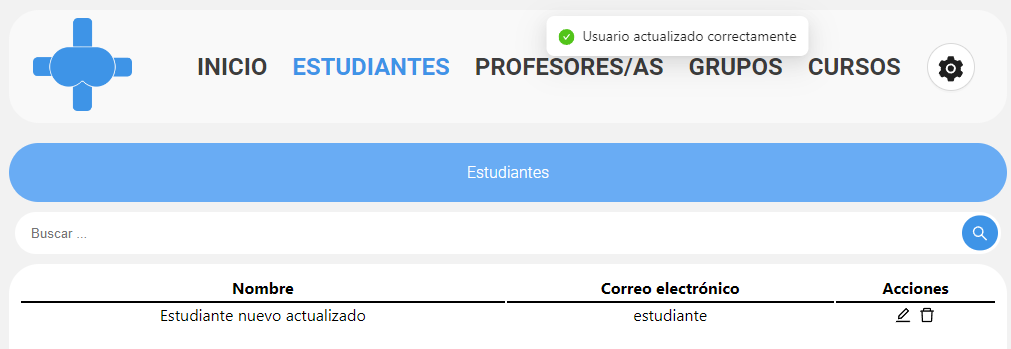 Usuario actualizado correctamente
INICIO ESTUDIANTES PROFESORES/AS GRUPOS CURSOS
Estudiantes
Buscar ...
Nombre Correo electrónico Acciones
Estudiante nuevo actualizado estudiante